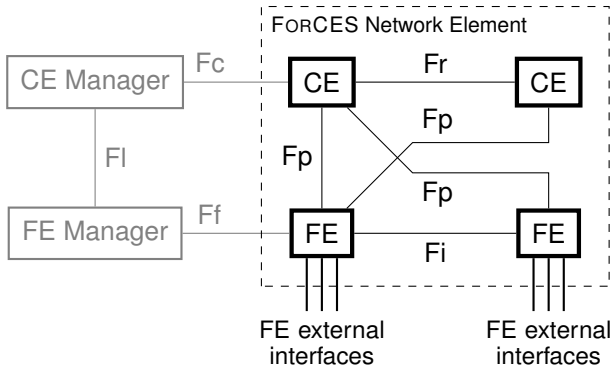 FORCES Network Element
CE Manager
Fc
CE
Fr
CE
Fp
Fl
Fp
Fp
FE Manager
Ff
FE
Fi
FE
FE external
interfaces
FE external
interfaces